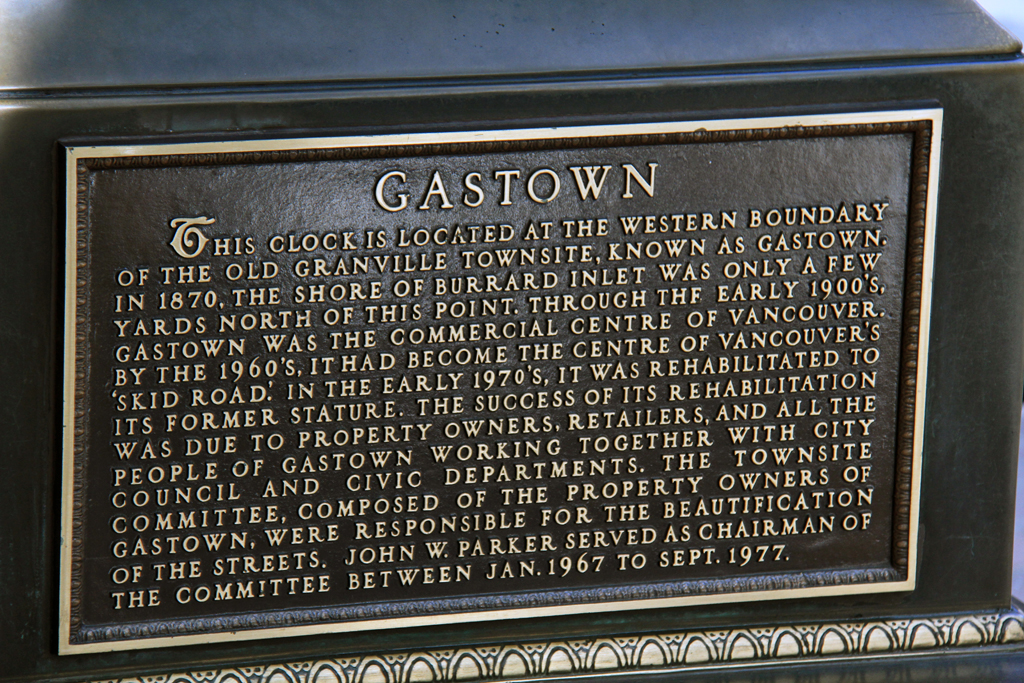 GASTOWN
THIS CLOCK IS LOCATED AT THE WESTERN BOUNDARY
OF THE OLD GRANVILLE TOWNSITE, KNOWN AS GASTOWN.
IN 1870, THE SHORE OF BURRARD INLET WAS ONLY A FEW
YARDS NORTH OF THIS POINT. THROUGH THE EARLY 1900'S,
GASTOWN WAS THE COMMERCIAL CENTRE OF VANCOUVER.
BY THE 1960'S, IT HAD BECOME THE CENTRE OF VANCOUVER'S
'SKID ROAD.' IN THE EARLY 1970'S, IT WAS REHABILITATED TO
ITS FORMER STATURE. THE SUCCESS OF ITS REHABILITATION
WAS DUE TO PROPERTY OWNERS, RETAILERS, AND ALL THE
PEOPLE OF GASTOWN WORKING TOGETHER WITH CITY
COUNCIL AND CIVIC DEPARTMENTS. THE TOWNSITE
COMMITTEE, COMPOSED OF THE PROPERTY OWNERS OF
GASTOWN, WERE RESPONSIBLE FOR THE BEAUTIFICATION
OF THE STREETS. JOHN W. PARKER SERVED AS CHAIRMAN OF
THE COMMITTEE BETWEEN JAN. 1967 TO SEPT. 1977.